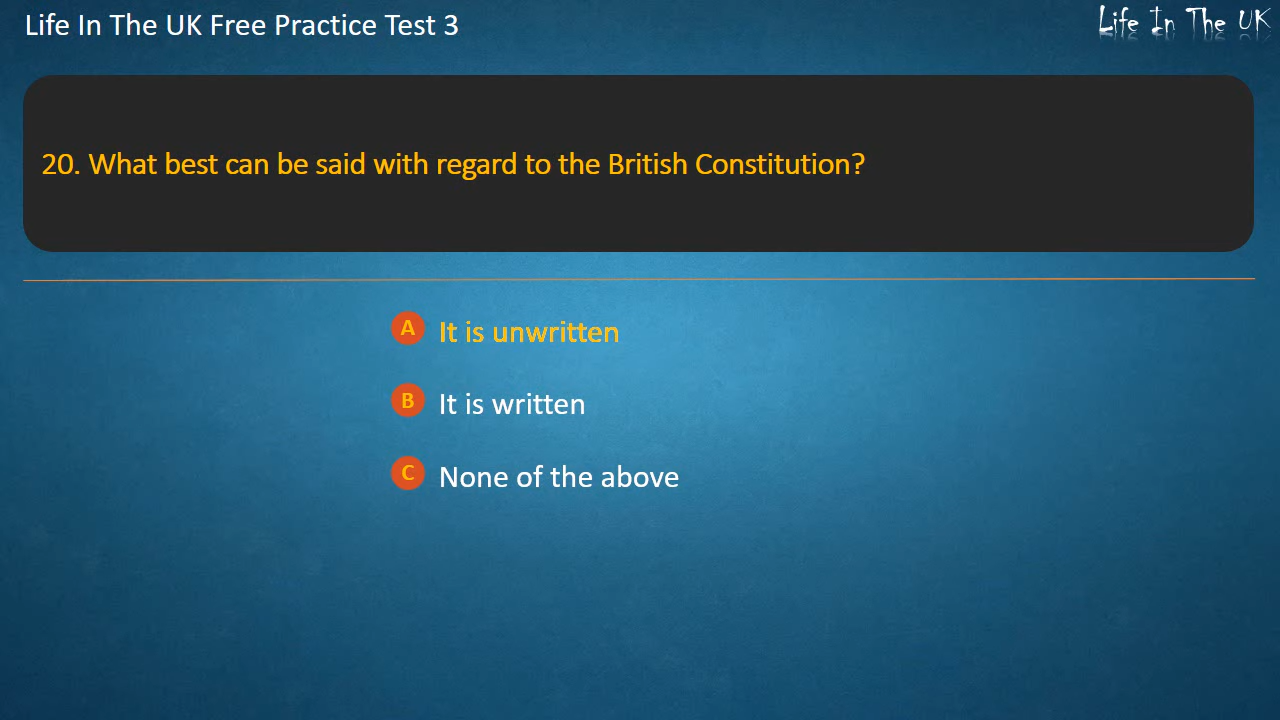 Life In The UK Free Practice Test 3
Life In The UK
20. What best can be said with regard to the British Constitution?
A It is unwritten
B It is written
C None of the above